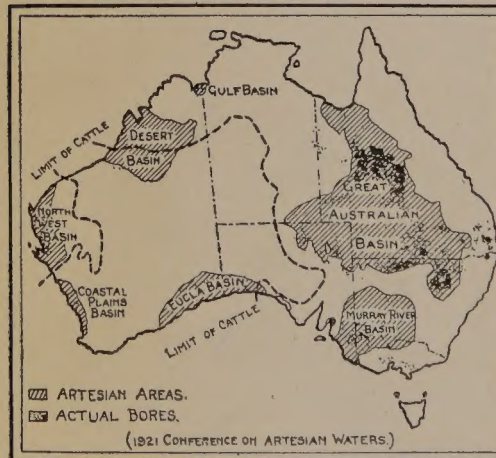 GULF BASIN
DESERT
BASIN
LIMIT OF CATTLE
GREAT
AUSTRALIAN
BASIN
NORTH
WEST
BASIN
COASTAL
PLAINS
BASIN
EUCLA BASIN
LIMIT OF CATTLE
MURRAY RIVER
BASIN
ARTESIAN AREAS.
ACTUAL BORES.
(1921 CONFERENCE ON ARTESIAN WATERS.)